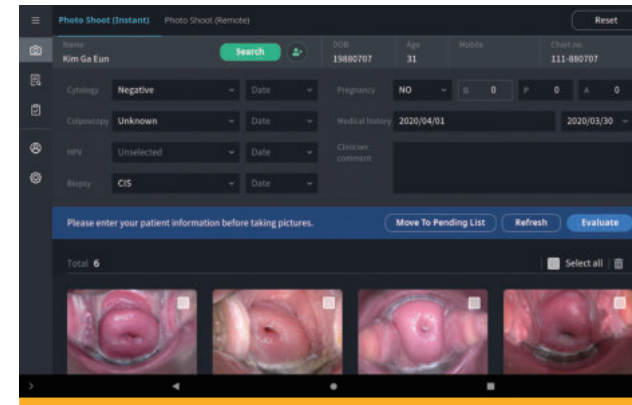 Photo Shoot (Instant) Photo Shoot (Remote) Reset
Name DOB Age Mobile Chart no.
Kim Ga Eun Search 19880707 31 111-880707
Cytology Negative Date Pregnancy NO G 0 P 0 A 0
Colposcopy Unknown Date Medical history 2020/04/01 2020/03/30
HPV Unselected Date Clinician comment
Biopsy CIS Date
Please enter your patient information before taking pictures. Move To Pending List Refresh Evaluate
Total 6 Select all